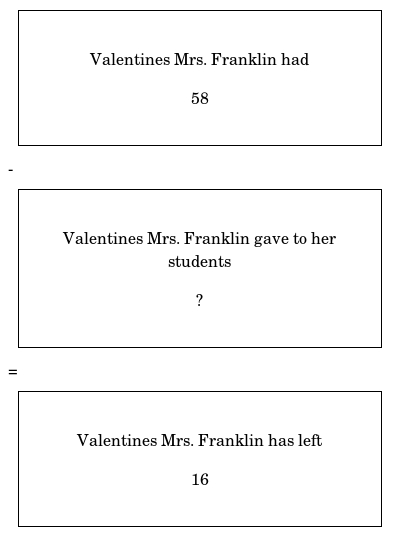 Valentines Mrs. Franklin had
58
-
Valentines Mrs. Franklin gave to her
students
?
=
Valentines Mrs. Franklin has left
16